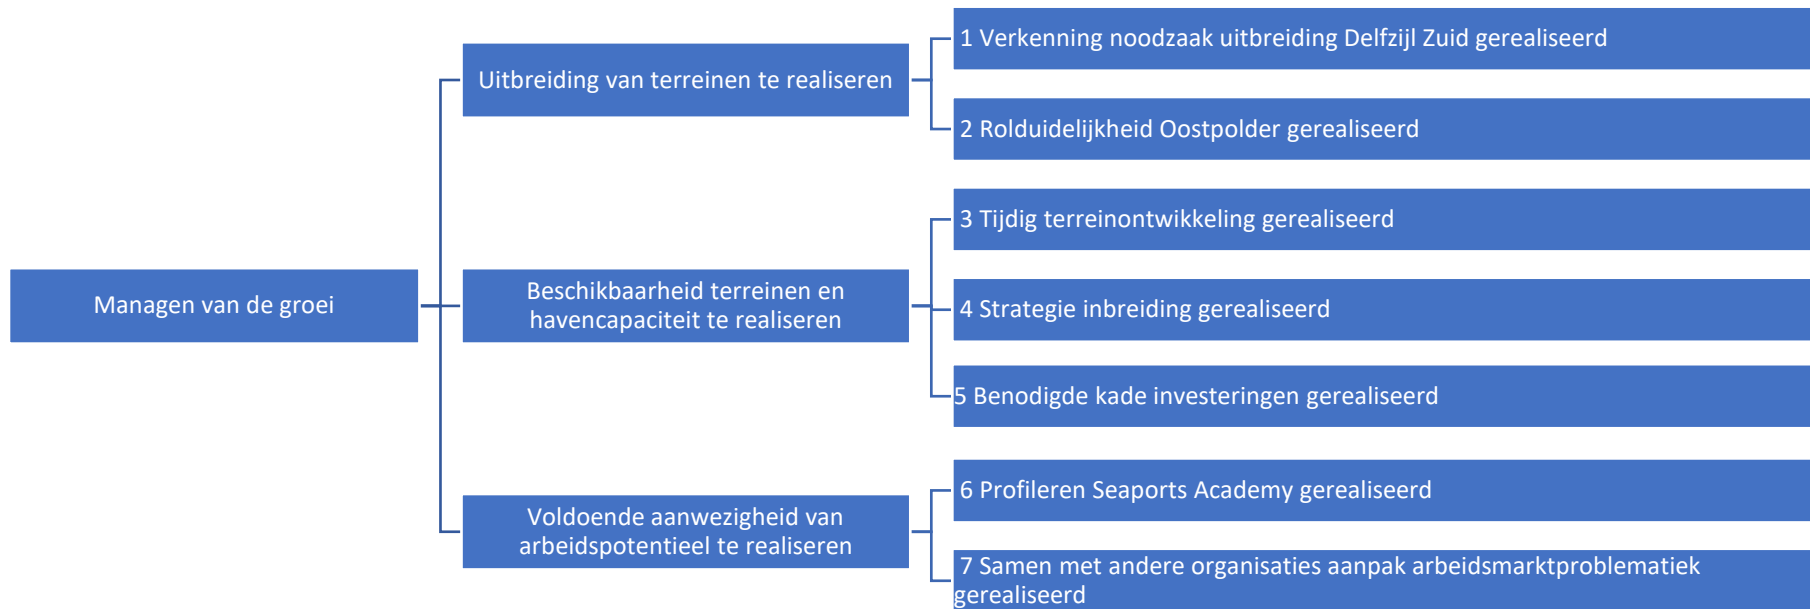 Managen van de groei
Uitbreiding van terreinen te realiseren
1 Verkenning noodzaak uitbreiding Delfzijl Zuid gerealiseerd
2 Rolduidelijkheid Oostpolder gerealiseerd
Beschikbaarheid terreinen en
havencapaciteit te realiseren
3 Tijdig terreinontwikkeling gerealiseerd
4 Strategie inbreiding gerealiseerd
5 Benodigde kade investeringen gerealiseerd
Voldoende aanwezigheid van
arbeidspotentieel te realiseren
6 Profileren Seaports Academy gerealiseerd
7 Samen met andere organisaties aanpak arbeidsmarktproblematiek
gerealiseerd